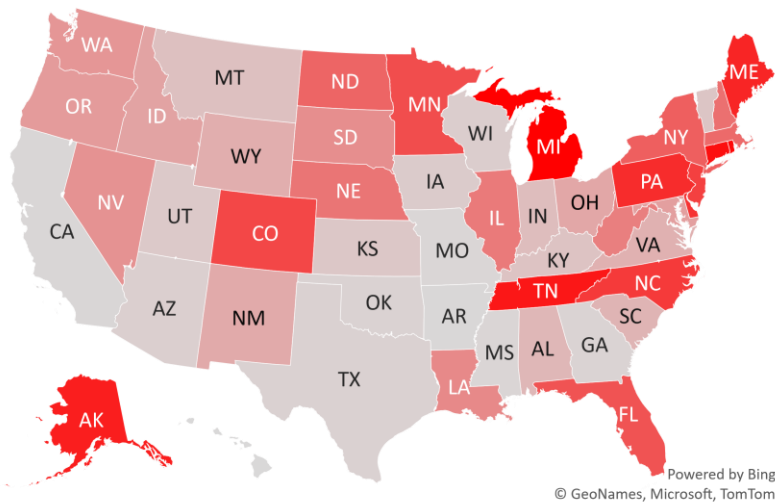 WA
MT
ND
MN
ME
OR
ID
SD
WI
MI
NY
WY
NE
IA
PA
NV
UT
CO
IL
IN
OH
CA
KS
MO
KY
VA
AZ
NM
OK
AR
TN
NC
TX
MS
AL
GA
SC
LA
AK
FL
Powered by Bing
© GeoNames, Microsoft, TomTom